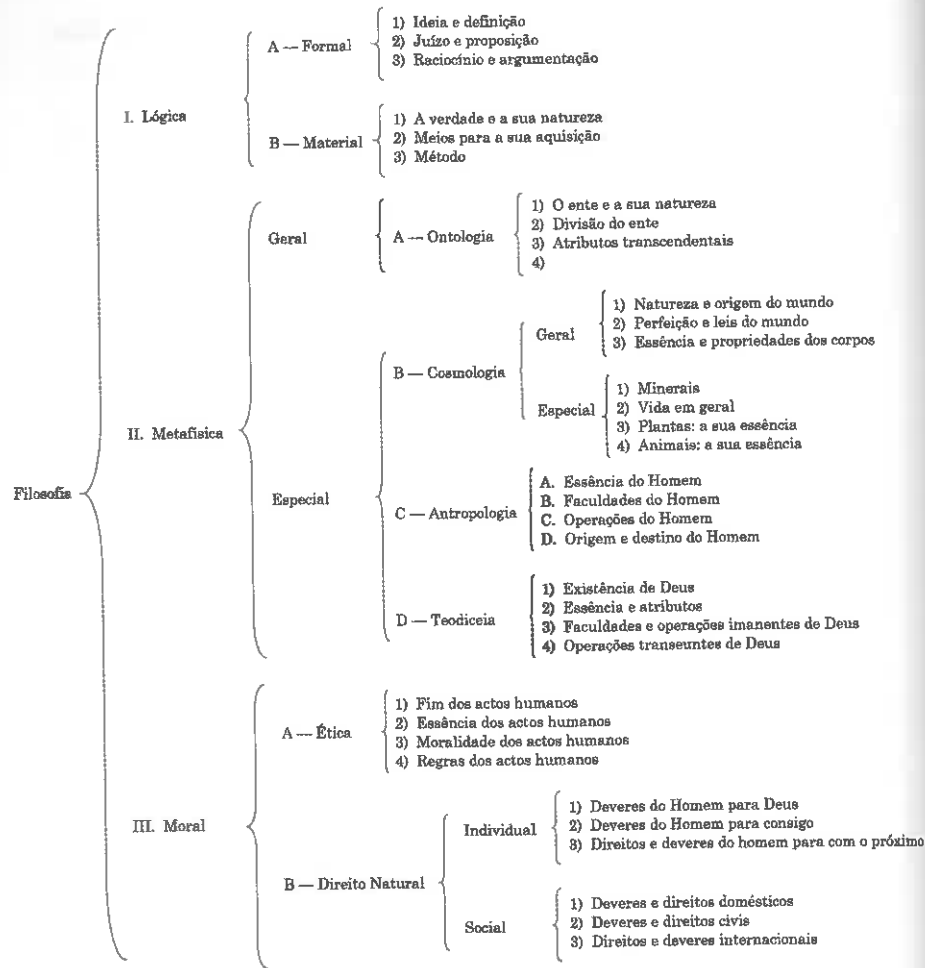 Filosofia
I. Lógica
A — Formal
1) Ideia e definição
2) Juízo e proposição
3) Raciocínio e argumentação
B — Material
1) A verdade e a sua natureza
2) Meios para a sua aquisição
3) Método
II. Metafísica
Geral
A — Ontologia
1) O ente e a sua natureza
2) Divisão do ente
3) Atributos transcendentais
4)
Especial
B — Cosmologia
Geral
1) Natureza e origem do mundo
2) Perfeição e leis do mundo
3) Essência e propriedades dos corpos
Especial
1) Minerais
2) Vida em geral
3) Plantas: a sua essência
4) Animais: a sua essência
C — Antropologia
A. Essência do Homem
B. Faculdades do Homem
C. Operações do Homem
D. Origem e destino do Homem
D — Teodiceia
1) Existência de Deus
2) Essência e atributos
3) Faculdades e operações imanentes de Deus
4) Operações transeuntes de Deus
III. Moral
A — Ética
1) Fim dos actos humanos
2) Essência dos actos humanos
3) Moralidade dos actos humanos
4) Regras dos actos humanos
B — Direito Natural
Individual
1) Deveres do Homem para Deus
2) Deveres do Homem para consigo
3) Direitos e deveres do homem para com o próximo
Social
1) Deveres e direitos domésticos
2) Deveres e direitos civis
3) Direitos e deveres internacionais